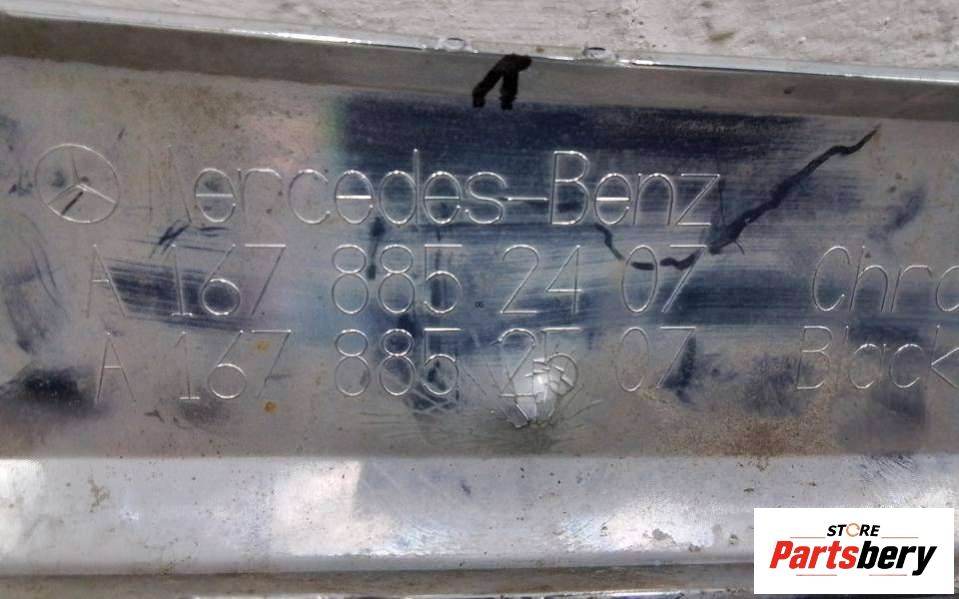 Mercedes-Benz
A 167 885 24 07 Chro
A 167 885 25 07 Black
STORE
Partsbery